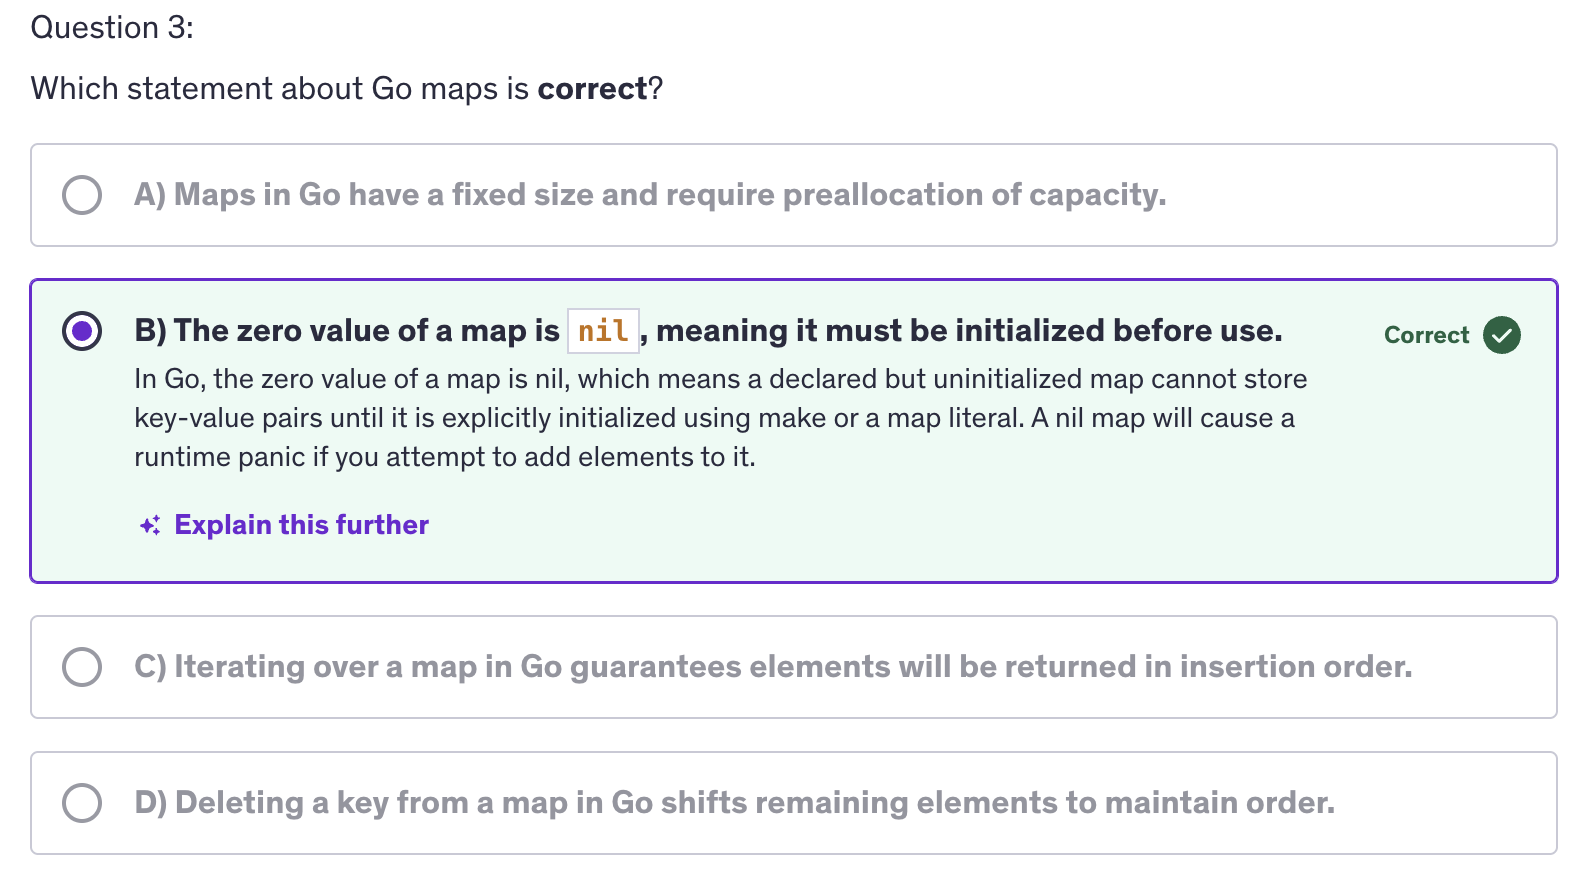 Question 3:
Which statement about Go maps is correct?
A) Maps in Go have a fixed size and require preallocation of capacity.
B) The zero value of a map is nil, meaning it must be initialized before use.
Correct
In Go, the zero value of a map is nil, which means a declared but uninitialized map cannot store
key-value pairs until it is explicitly initialized using make or a map literal. A nil map will cause a
runtime panic if you attempt to add elements to it.
Explain this further
C) Iterating over a map in Go guarantees elements will be returned in insertion order.
D) Deleting a key from a map in Go shifts remaining elements to maintain order.